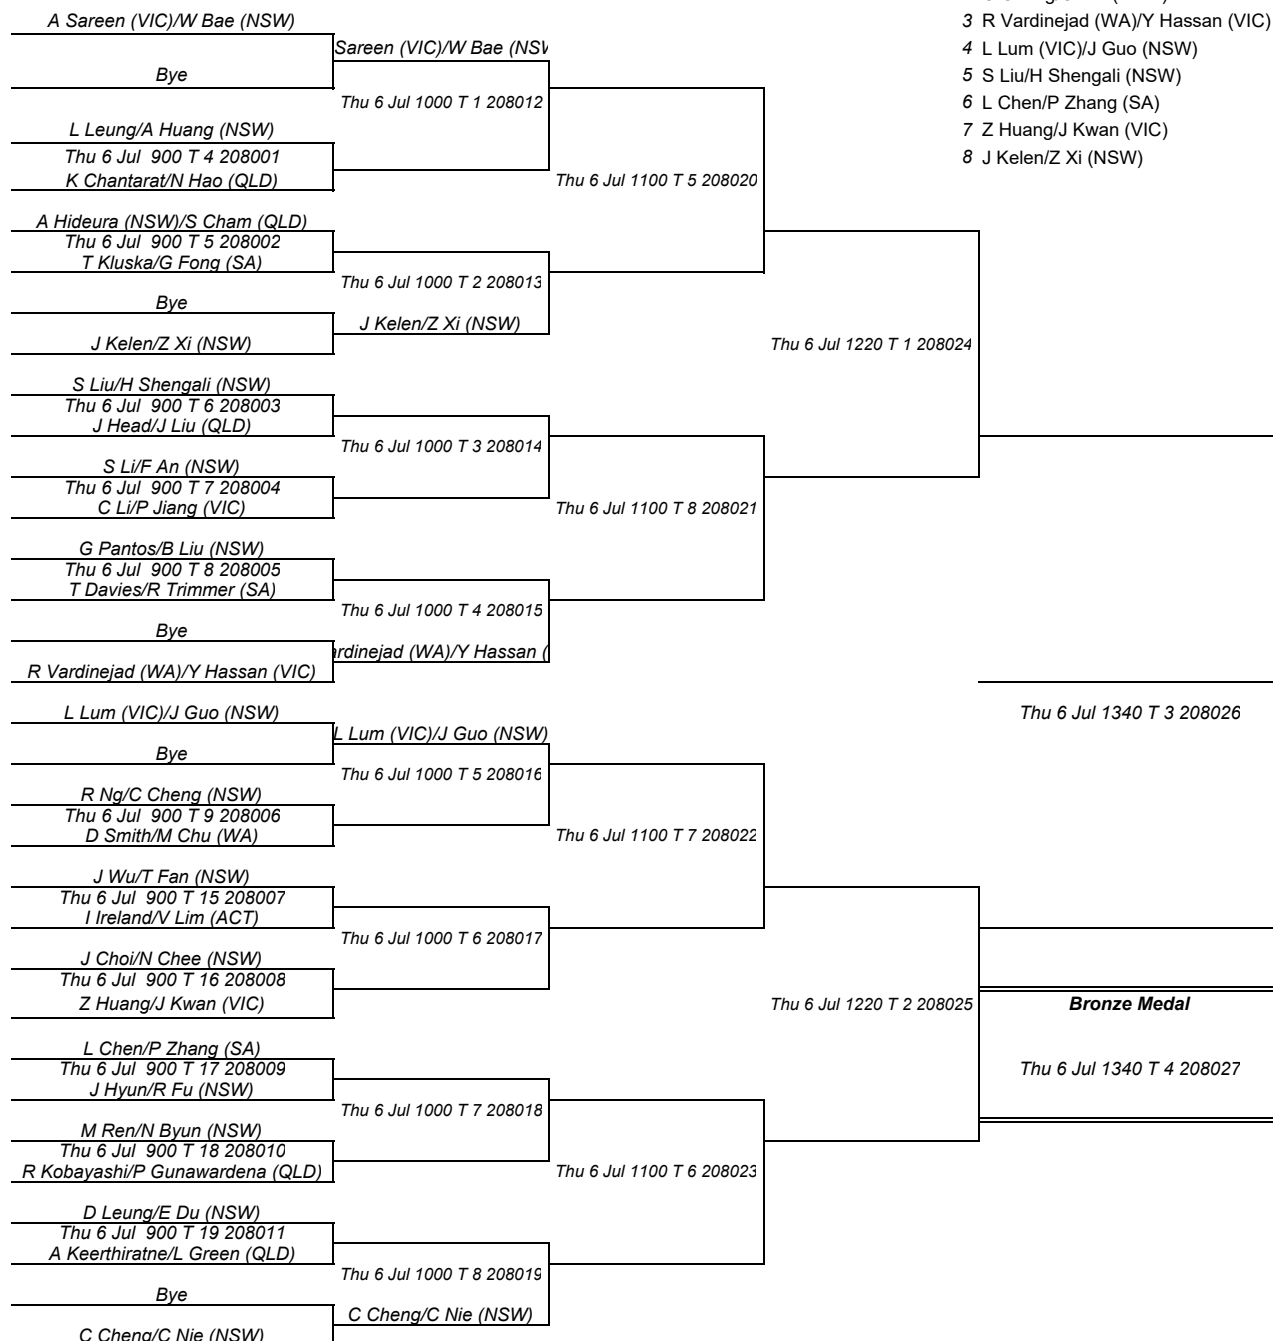 A Sareen (VIC)/W Bae (NSW)
Bye
L Leung/A Huang (NSW)
Thu 6 Jul 900 T 4 208001
K Chantarat/N Hao (QLD)
A Hideura (NSW)/S Cham (QLD)
Thu 6 Jul 900 T 5 208002
T Kluska/G Fong (SA)
Bye
J Kelen/Z Xi (NSW)
S Liu/H Shengali (NSW)
Thu 6 Jul 900 T 6 208003
J Head/J Liu (QLD)
S Li/F An (NSW)
Thu 6 Jul 900 T 7 208004
C Li/P Jiang (VIC)
G Pantos/B Liu (NSW)
Thu 6 Jul 900 T 8 208005
T Davies/R Trimmer (SA)
Bye
R Vardinejad (WA)/Y Hassan (VIC)
L Lum (VIC)/J Guo (NSW)
Bye
R Ng/C Cheng (NSW)
Thu 6 Jul 900 T 9 208006
D Smith/M Chu (WA)
J Wu/T Fan (NSW)
Thu 6 Jul 900 T 15 208007
I Ireland/V Lim (ACT)
J Choi/N Chee (NSW)
Thu 6 Jul 900 T 16 208008
Z Huang/J Kwan (VIC)
L Chen/P Zhang (SA)
Thu 6 Jul 900 T 17 208009
J Hyun/R Fu (NSW)
M Ren/N Byun (NSW)
Thu 6 Jul 900 T 18 208010
R Kobayashi/P Gunawardena (QLD)
D Leung/E Du (NSW)
Thu 6 Jul 900 T 19 208011
A Keerthiratne/L Green (QLD)
Bye
C Cheng/C Nie (NSW)
Sareen (VIC)/W Bae (NSW
Thu 6 Jul 1000 T 1 208012
Thu 6 Jul 1000 T 2 208013
J Kelen/Z Xi (NSW)
Thu 6 Jul 1000 T 3 208014
Thu 6 Jul 1000 T 4 208015
ardinejad (WA)/Y Hassan (
L Lum (VIC)/J Guo (NSW)
Thu 6 Jul 1000 T 5 208016
Thu 6 Jul 1000 T 6 208017
Thu 6 Jul 1000 T 7 208018
Thu 6 Jul 1000 T 8 208019
C Cheng/C Nie (NSW)
Thu 6 Jul 1100 T 5 208020
Thu 6 Jul 1100 T 8 208021
Thu 6 Jul 1100 T 7 208022
Thu 6 Jul 1100 T 6 208023
Thu 6 Jul 1220 T 1 208024
Thu 6 Jul 1220 T 2 208025
3 R Vardinejad (WA)/Y Hassan (VIC)
4 L Lum (VIC)/J Guo (NSW)
5 S Liu/H Shengali (NSW)
6 L Chen/P Zhang (SA)
7 Z Huang/J Kwan (VIC)
8 J Kelen/Z Xi (NSW)
Thu 6 Jul 1340 T 3 208026
Bronze Medal
Thu 6 Jul 1340 T 4 208027